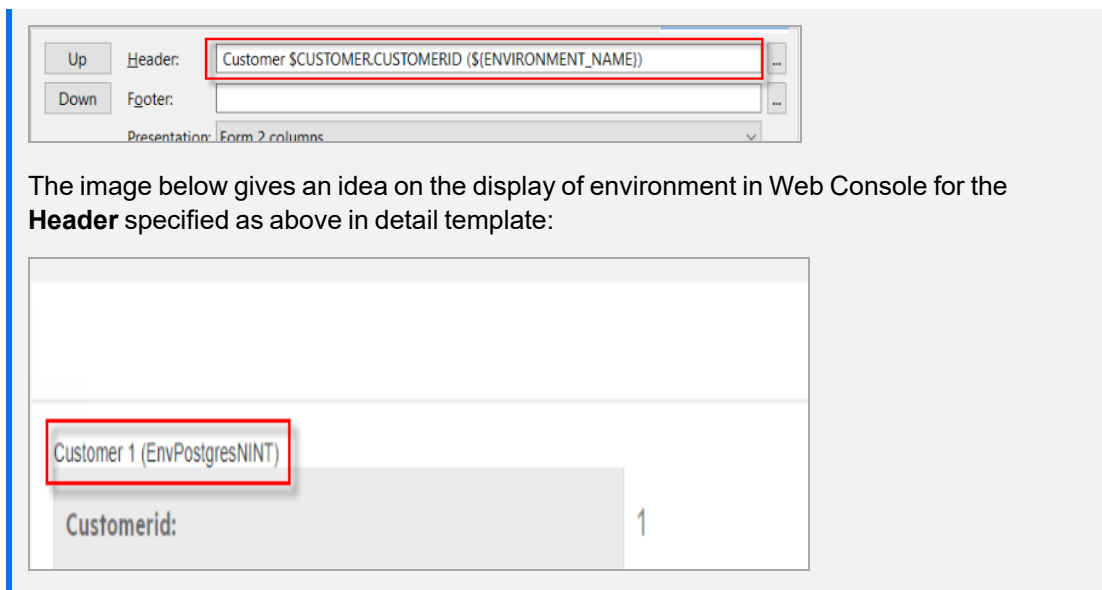 Up Header: Customer $CUSTOMER.CUSTOMERID (${ENVIRONMENT_NAME}) ...
Down Footer: ...
Presentation: Form 2 columns
The image below gives an idea on the display of environment in Web Console for the
Header specified as above in detail template:
Customer 1 (EnvPostgresNINT)
Customerid: 1